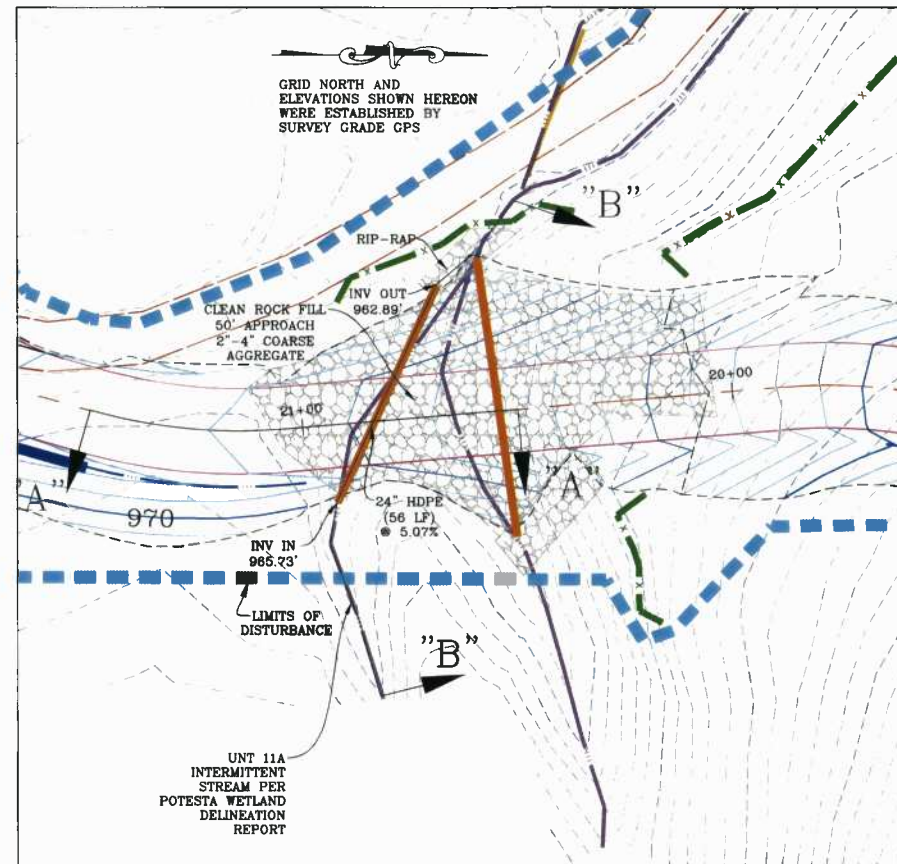 GRID NORTH AND
ELEVATIONS SHOWN HEREON
WERE ESTABLISHED BY
SURVEY GRADE GPS
"B"
RIP-RAP
INV OUT
962.89'
CLEAN ROCK FILL
50' APPROACH
2"-4" COARSE
AGGREGATE
20+00
21+00
"A"
"A"
970
24" HDPE
(56 LF)
@ 5.07%
INV IN
965.73'
LIMITS OF
DISTURBANCE
"B"
UNT 11A
INTERMITTENT
STREAM PER
POTESTA WETLAND
DELINEATION
REPORT